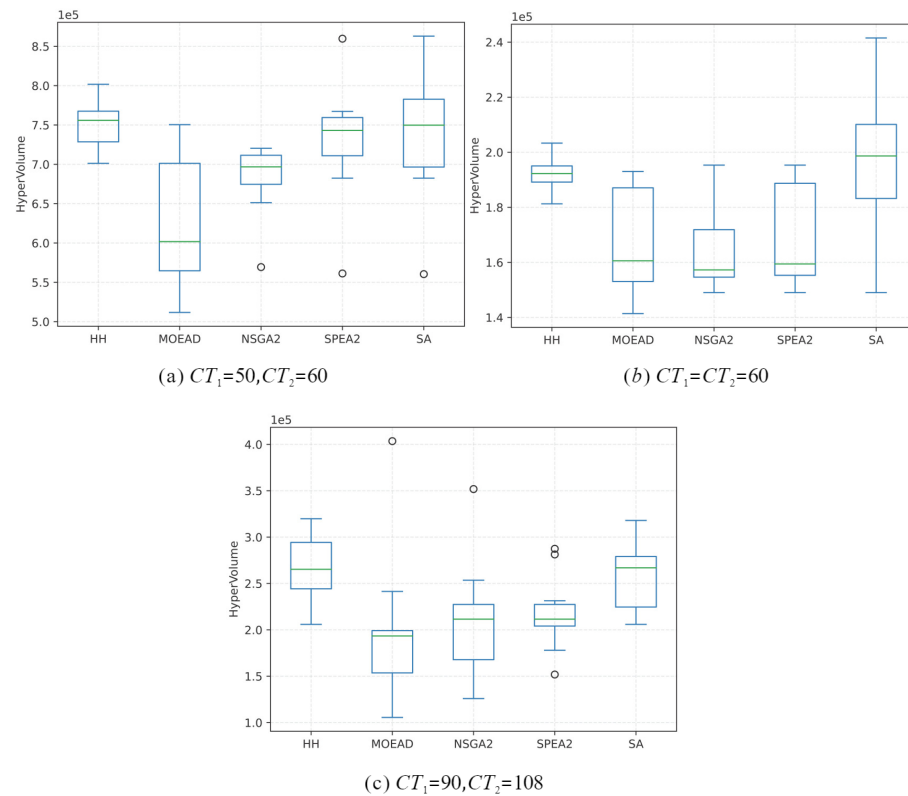 1e5
8.5
8.0
7.5
7.0
6.5
6.0
5.5
5.0
HyperVolume
HH MOEAD NSGA2 SPEA2 SA
(a) CT₁=50,CT₂=60
1e5
2.4
2.2
2.0
1.8
1.6
1.4
HyperVolume
HH MOEAD NSGA2 SPEA2 SA
(b) CT₁=CT₂=60
1e5
4.0
3.5
3.0
2.5
2.0
1.5
1.0
HyperVolume
HH MOEAD NSGA2 SPEA2 SA
(c) CT₁=90,CT₂=108